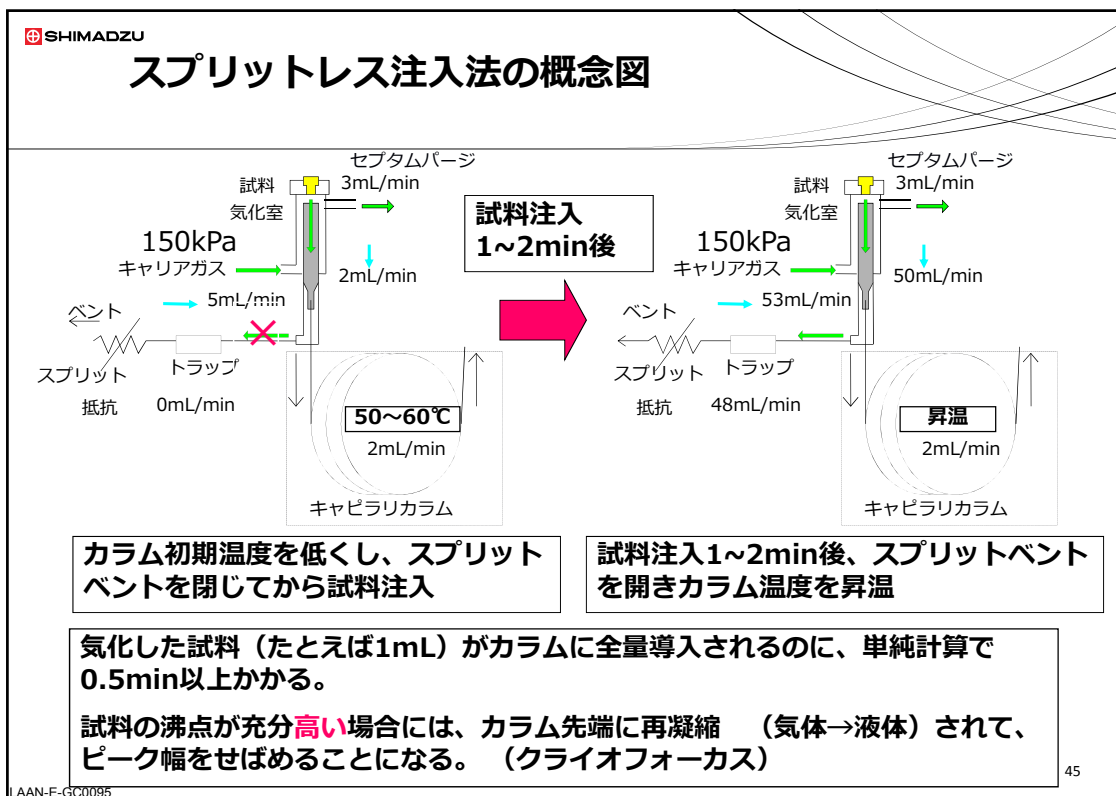 SHIMADZU
スプリットレス注入法の概念図
セプタムパージ
3mL/min
試料
気化室
150kPa
キャリアガス
2mL/min
5mL/min
ベント
スプリット
トラップ
抵抗
0mL/min
50～60℃
2mL/min
キャピラリカラム
試料注入
1~2min後
セプタムパージ
3mL/min
試料
気化室
150kPa
キャリアガス
50mL/min
53mL/min
ベント
スプリット
トラップ
抵抗
48mL/min
昇温
2mL/min
キャピラリカラム
カラム初期温度を低くし、スプリット
ベントを閉じてから試料注入
試料注入1~2min後、スプリットベント
を開きカラム温度を昇温
気化した試料（たとえば1mL）がカラムに全量導入されるのに、単純計算で
0.5min以上かかる。
試料の沸点が充分高い場合には、カラム先端に再凝縮　（気体→液体）されて、
ピーク幅をせばめることになる。 （クライオフォーカス）
45
LAAN-E-GC0095